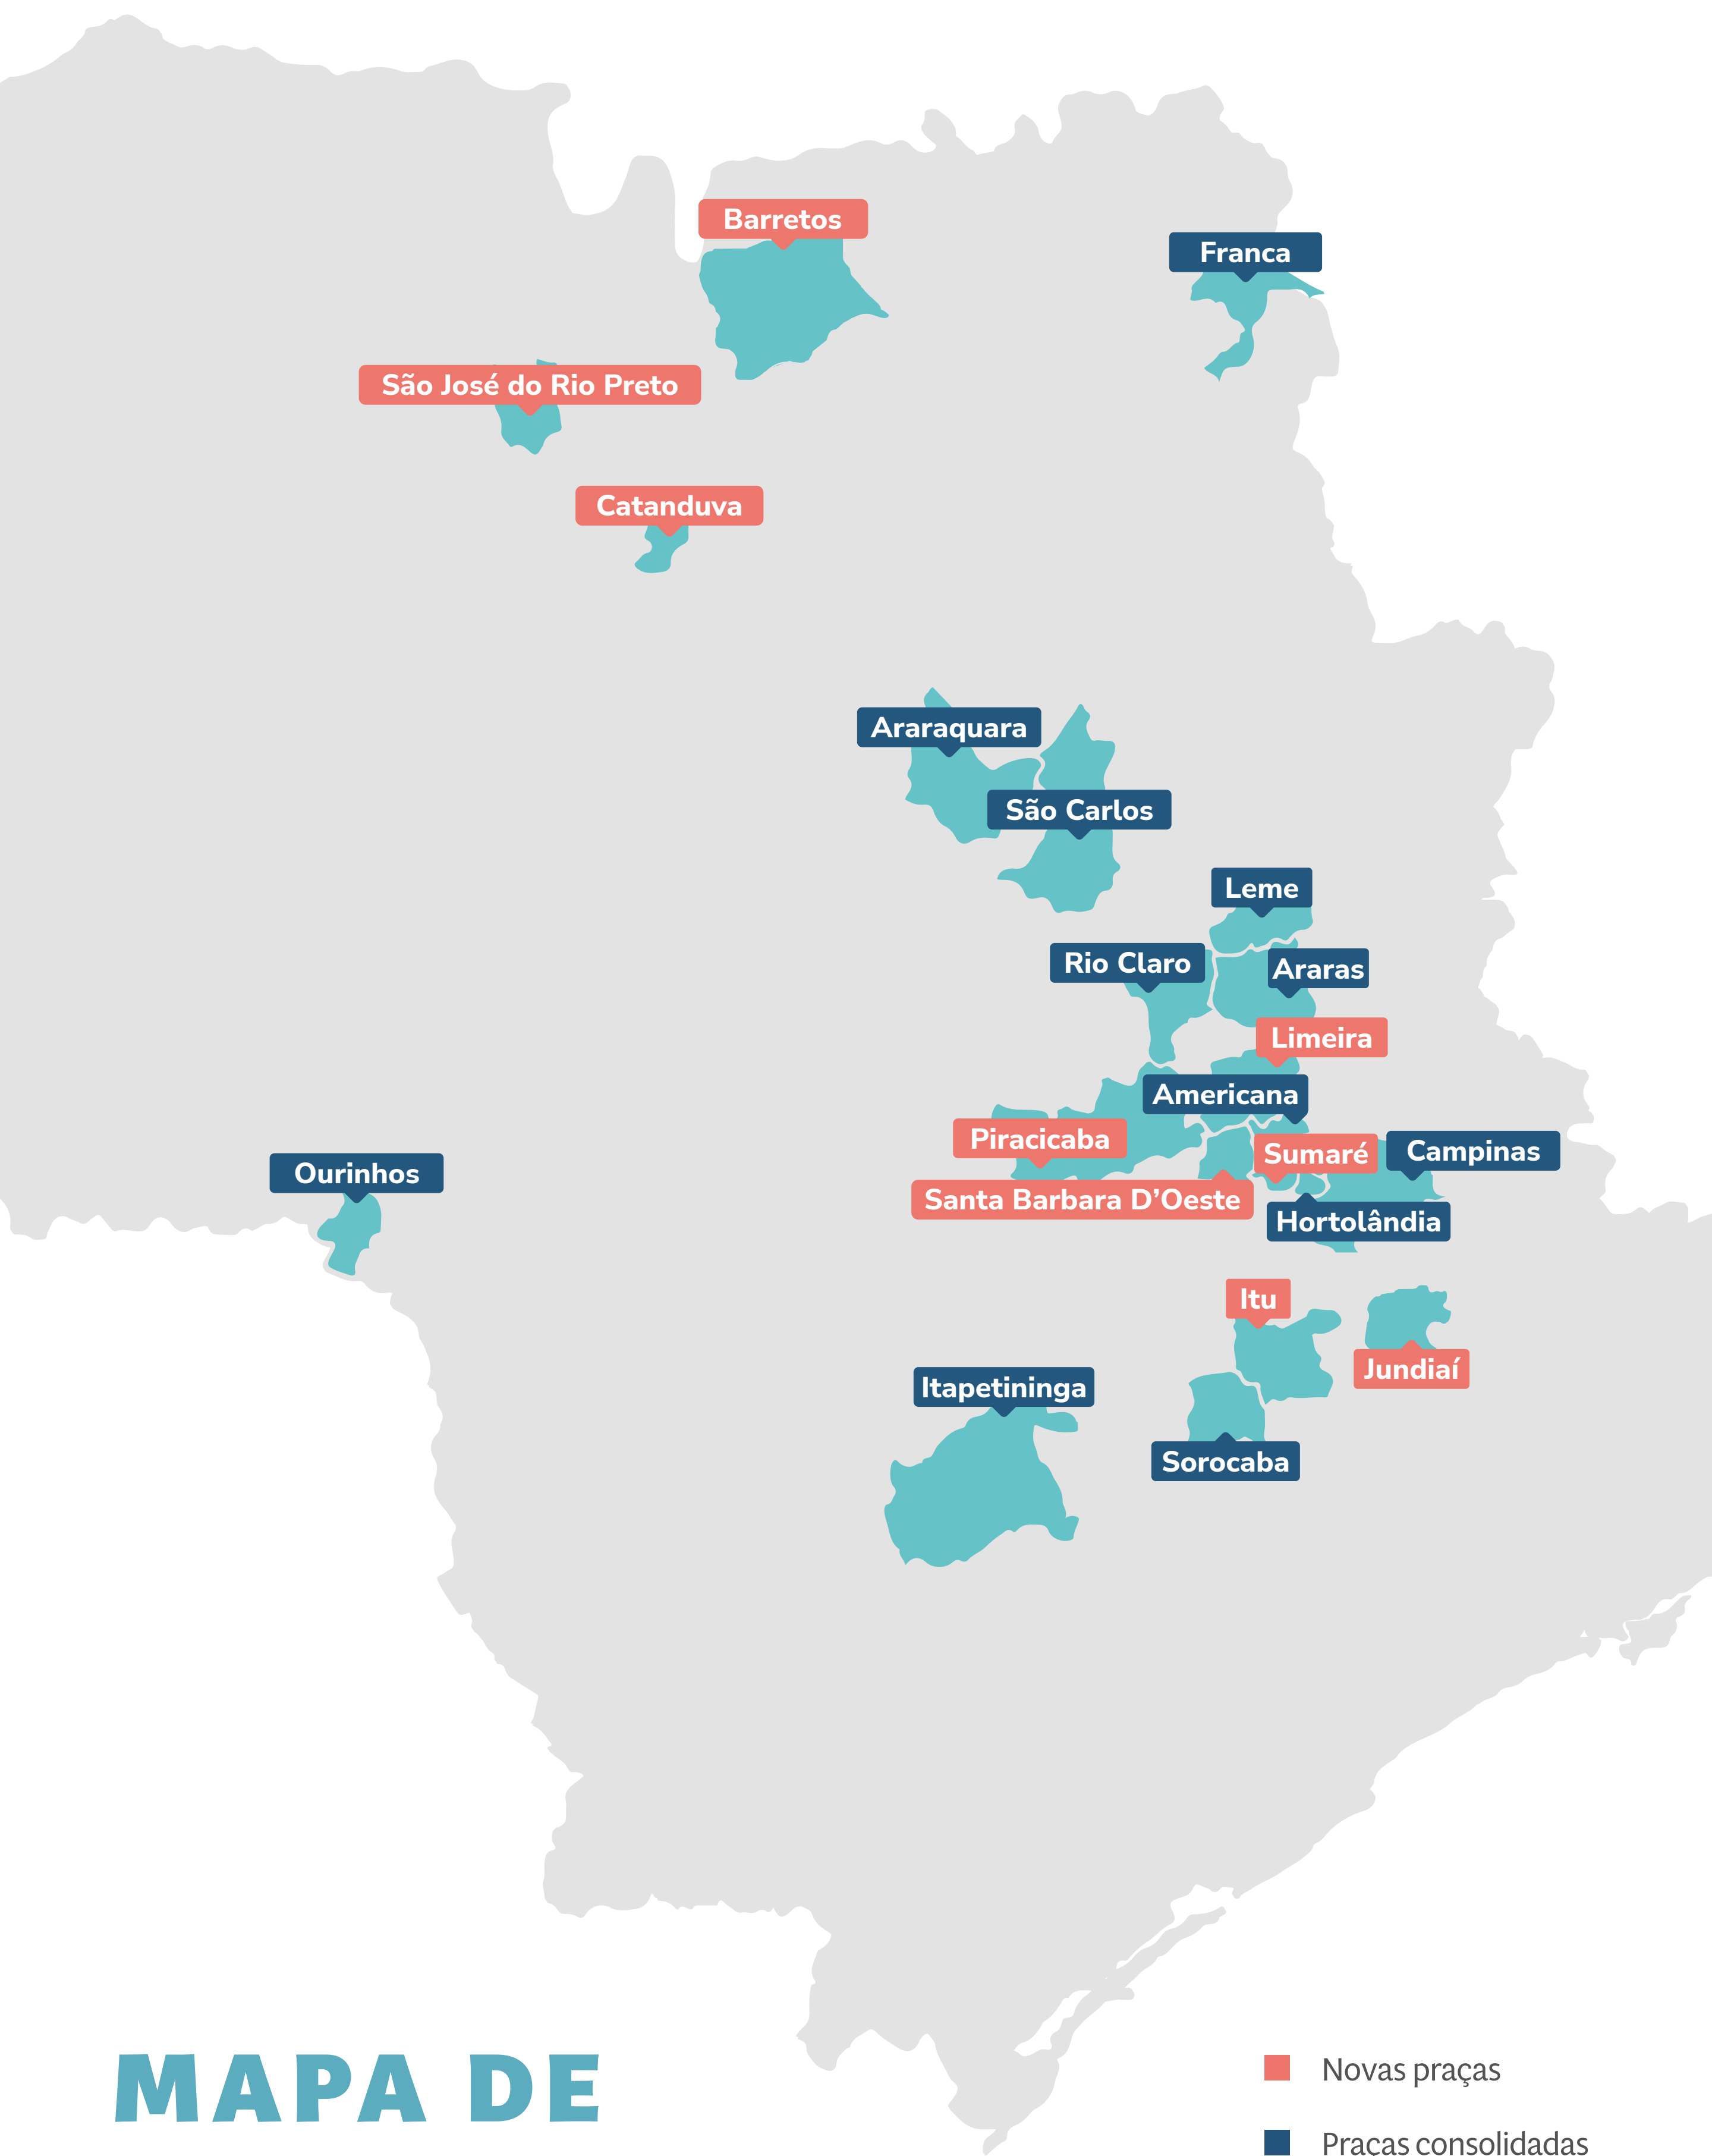 Barretos
Franca
São José do Rio Preto
Catanduva
Araraquara
São Carlos
Leme
Rio Claro
Araras
Limeira
Americana
Piracicaba
Sumaré
Campinas
Ourinhos
Santa Barbara D’Oeste
Hortolândia
Itu
Jundiaí
Itapetininga
Sorocaba
MAPA DE
Novas praças
Praças consolidadas